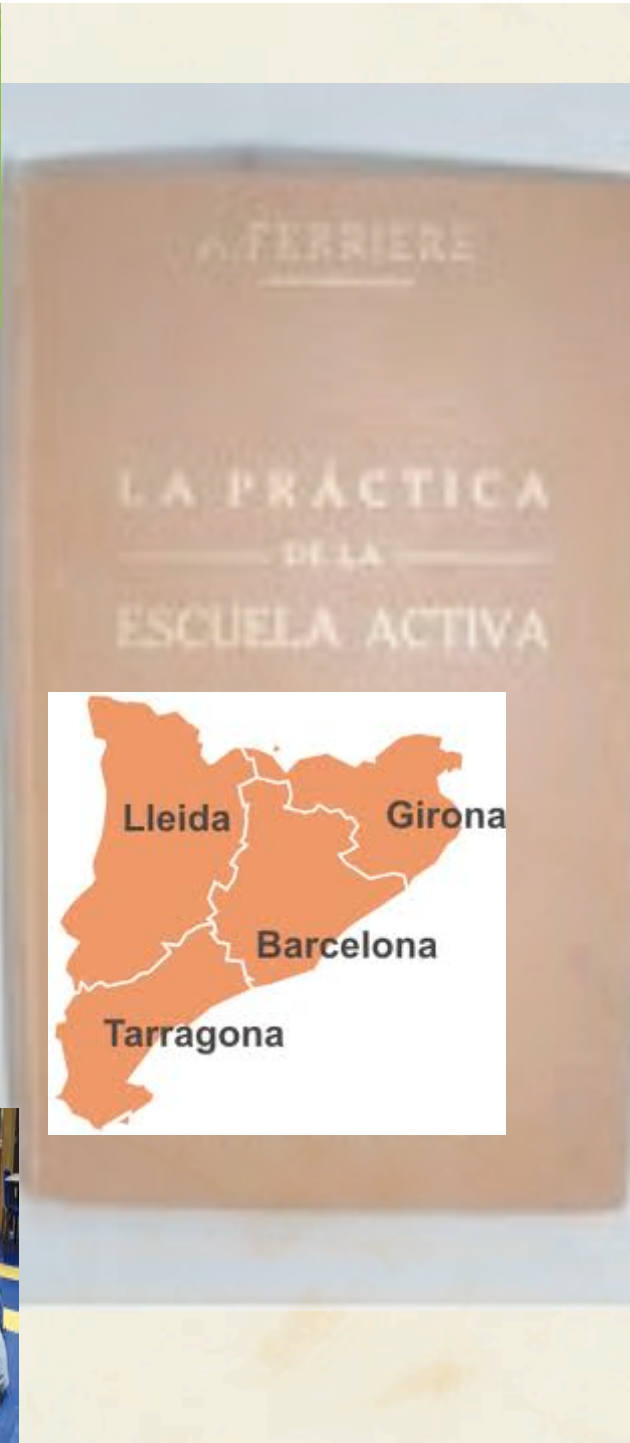 A. FERRIERE
LA PRÁCTICA
DE LA
ESCUELA ACTIVA
Lleida
Girona
Barcelona
Tarragona